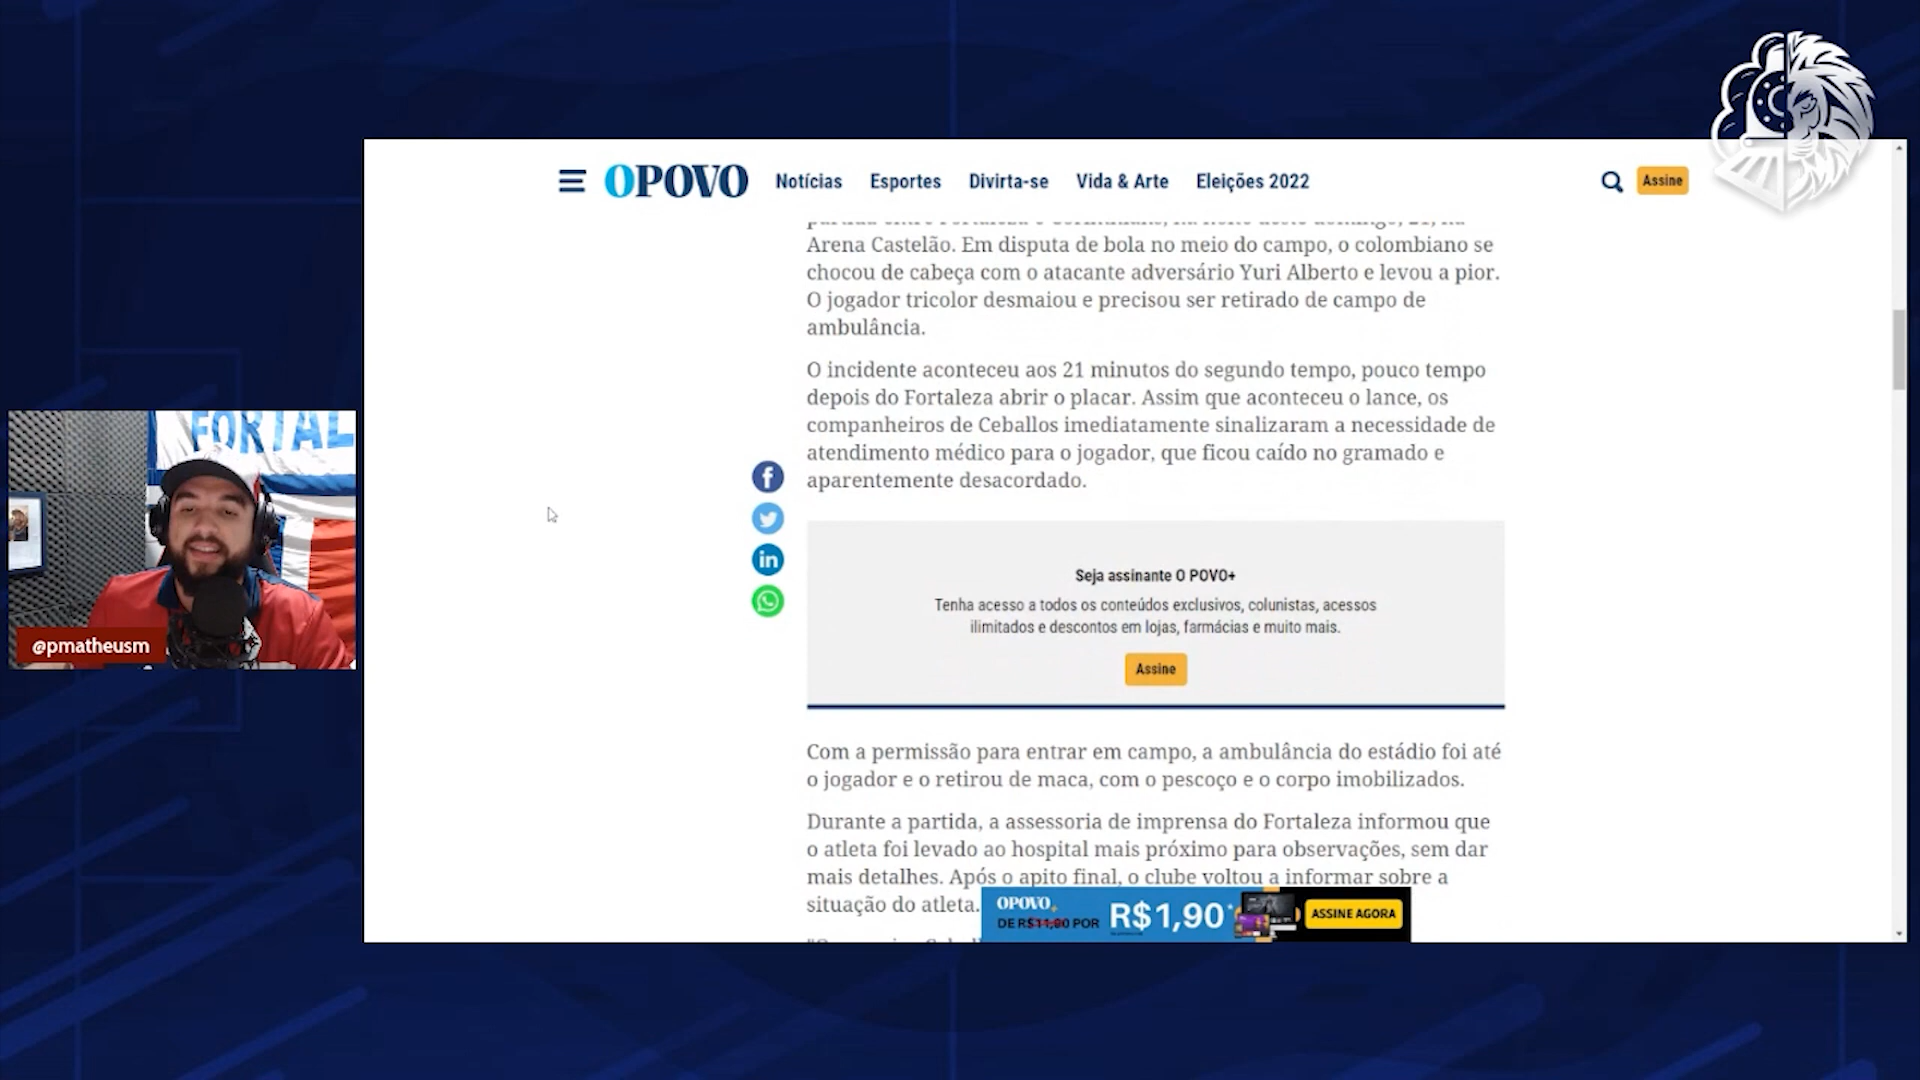 OPOVO
Notícias
Esportes
Divirta-se
Vida & Arte
Eleições 2022
Assine
Arena Castelão. Em disputa de bola no meio do campo, o colombiano se
chocou de cabeça com o atacante adversário Yuri Alberto e levou a pior.
O jogador tricolor desmaiou e precisou ser retirado de campo de
ambulância.
O incidente aconteceu aos 21 minutos do segundo tempo, pouco tempo
depois do Fortaleza abrir o placar. Assim que aconteceu o lance, os
companheiros de Ceballos imediatamente sinalizaram a necessidade de
atendimento médico para o jogador, que ficou caído no gramado e
aparentemente desacordado.
Seja assinante O POVO+
Tenha acesso a todos os conteúdos exclusivos, colunistas, acessos
ilimitados e descontos em lojas, farmácias e muito mais.
Assine
Com a permissão para entrar em campo, a ambulância do estádio foi até
o jogador e o retirou de maca, com o pescoço e o corpo imobilizados.
Durante a partida, a assessoria de imprensa do Fortaleza informou que
o atleta foi levado ao hospital mais próximo para observações, sem dar
mais detalhes. Após o apito final, o clube voltou a informar sobre a
situação do atleta.
OPOVO+
DE POR
R$1,90*
ASSINE AGORA
FORTAL
@pmatheusm